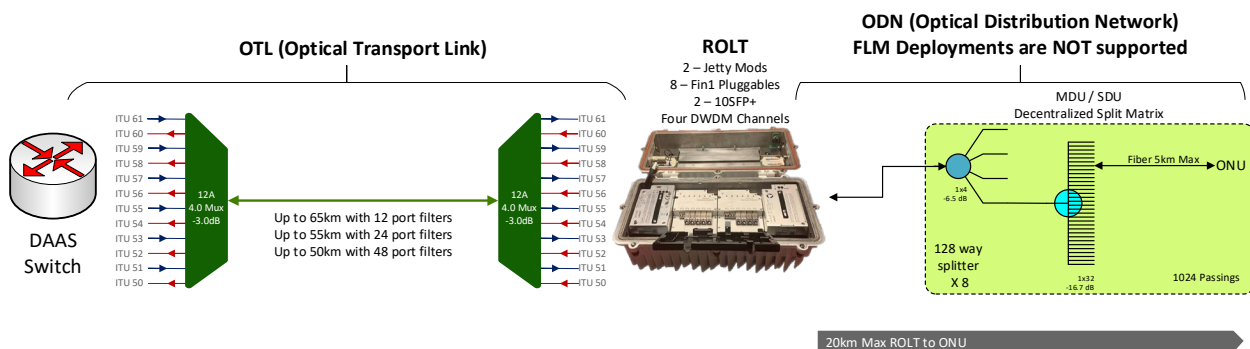 OTL (Optical Transport Link)
ROLT
2 – Jetty Mods
8 – Fin1 Pluggables
2 – 10SFP+
Four DWDM Channels
ODN (Optical Distribution Network)
FLM Deployments are NOT supported
MDU / SDU
Decentralized Split Matrix
DAAS
Switch
ITU 61
ITU 60
ITU 59
ITU 58
ITU 57
ITU 56
ITU 55
ITU 54
ITU 53
ITU 52
ITU 51
ITU 50
12A
4.0 Mux
-3.0dB
Up to 65km with 12 port filters
Up to 55km with 24 port filters
Up to 50km with 48 port filters
12A
4.0 Mux
-3.0dB
ITU 61
ITU 60
ITU 59
ITU 58
ITU 57
ITU 56
ITU 55
ITU 54
ITU 53
ITU 52
ITU 51
ITU 50
1x4
-6.5 dB
Fiber 5km Max
ONU
128 way
splitter
X 8
1x32
-16.7 dB
1024 Passings
20km Max ROLT to ONU